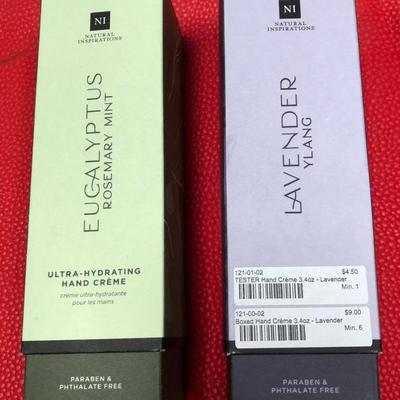 NI
NATURAL
INSPIRATIONS®
EUCALYPTUS
ROSEMARY MINT
ULTRA-HYDRATING
HAND CRÈME
crème ultra-hydratante
pour les mains
PARABEN &
PHTHALATE FREE
NI
NATURAL
INSPIRATIONS®
LAVENDER
YLANG
121-01-02 $4.50
TESTER Hand Crème 3.4oz - Lavender
Min. 1
121-00-02 $9.00
Boxed Hand Crème 3.4oz - Lavender
Min. 6
PARABEN &
PHTHALATE FREE